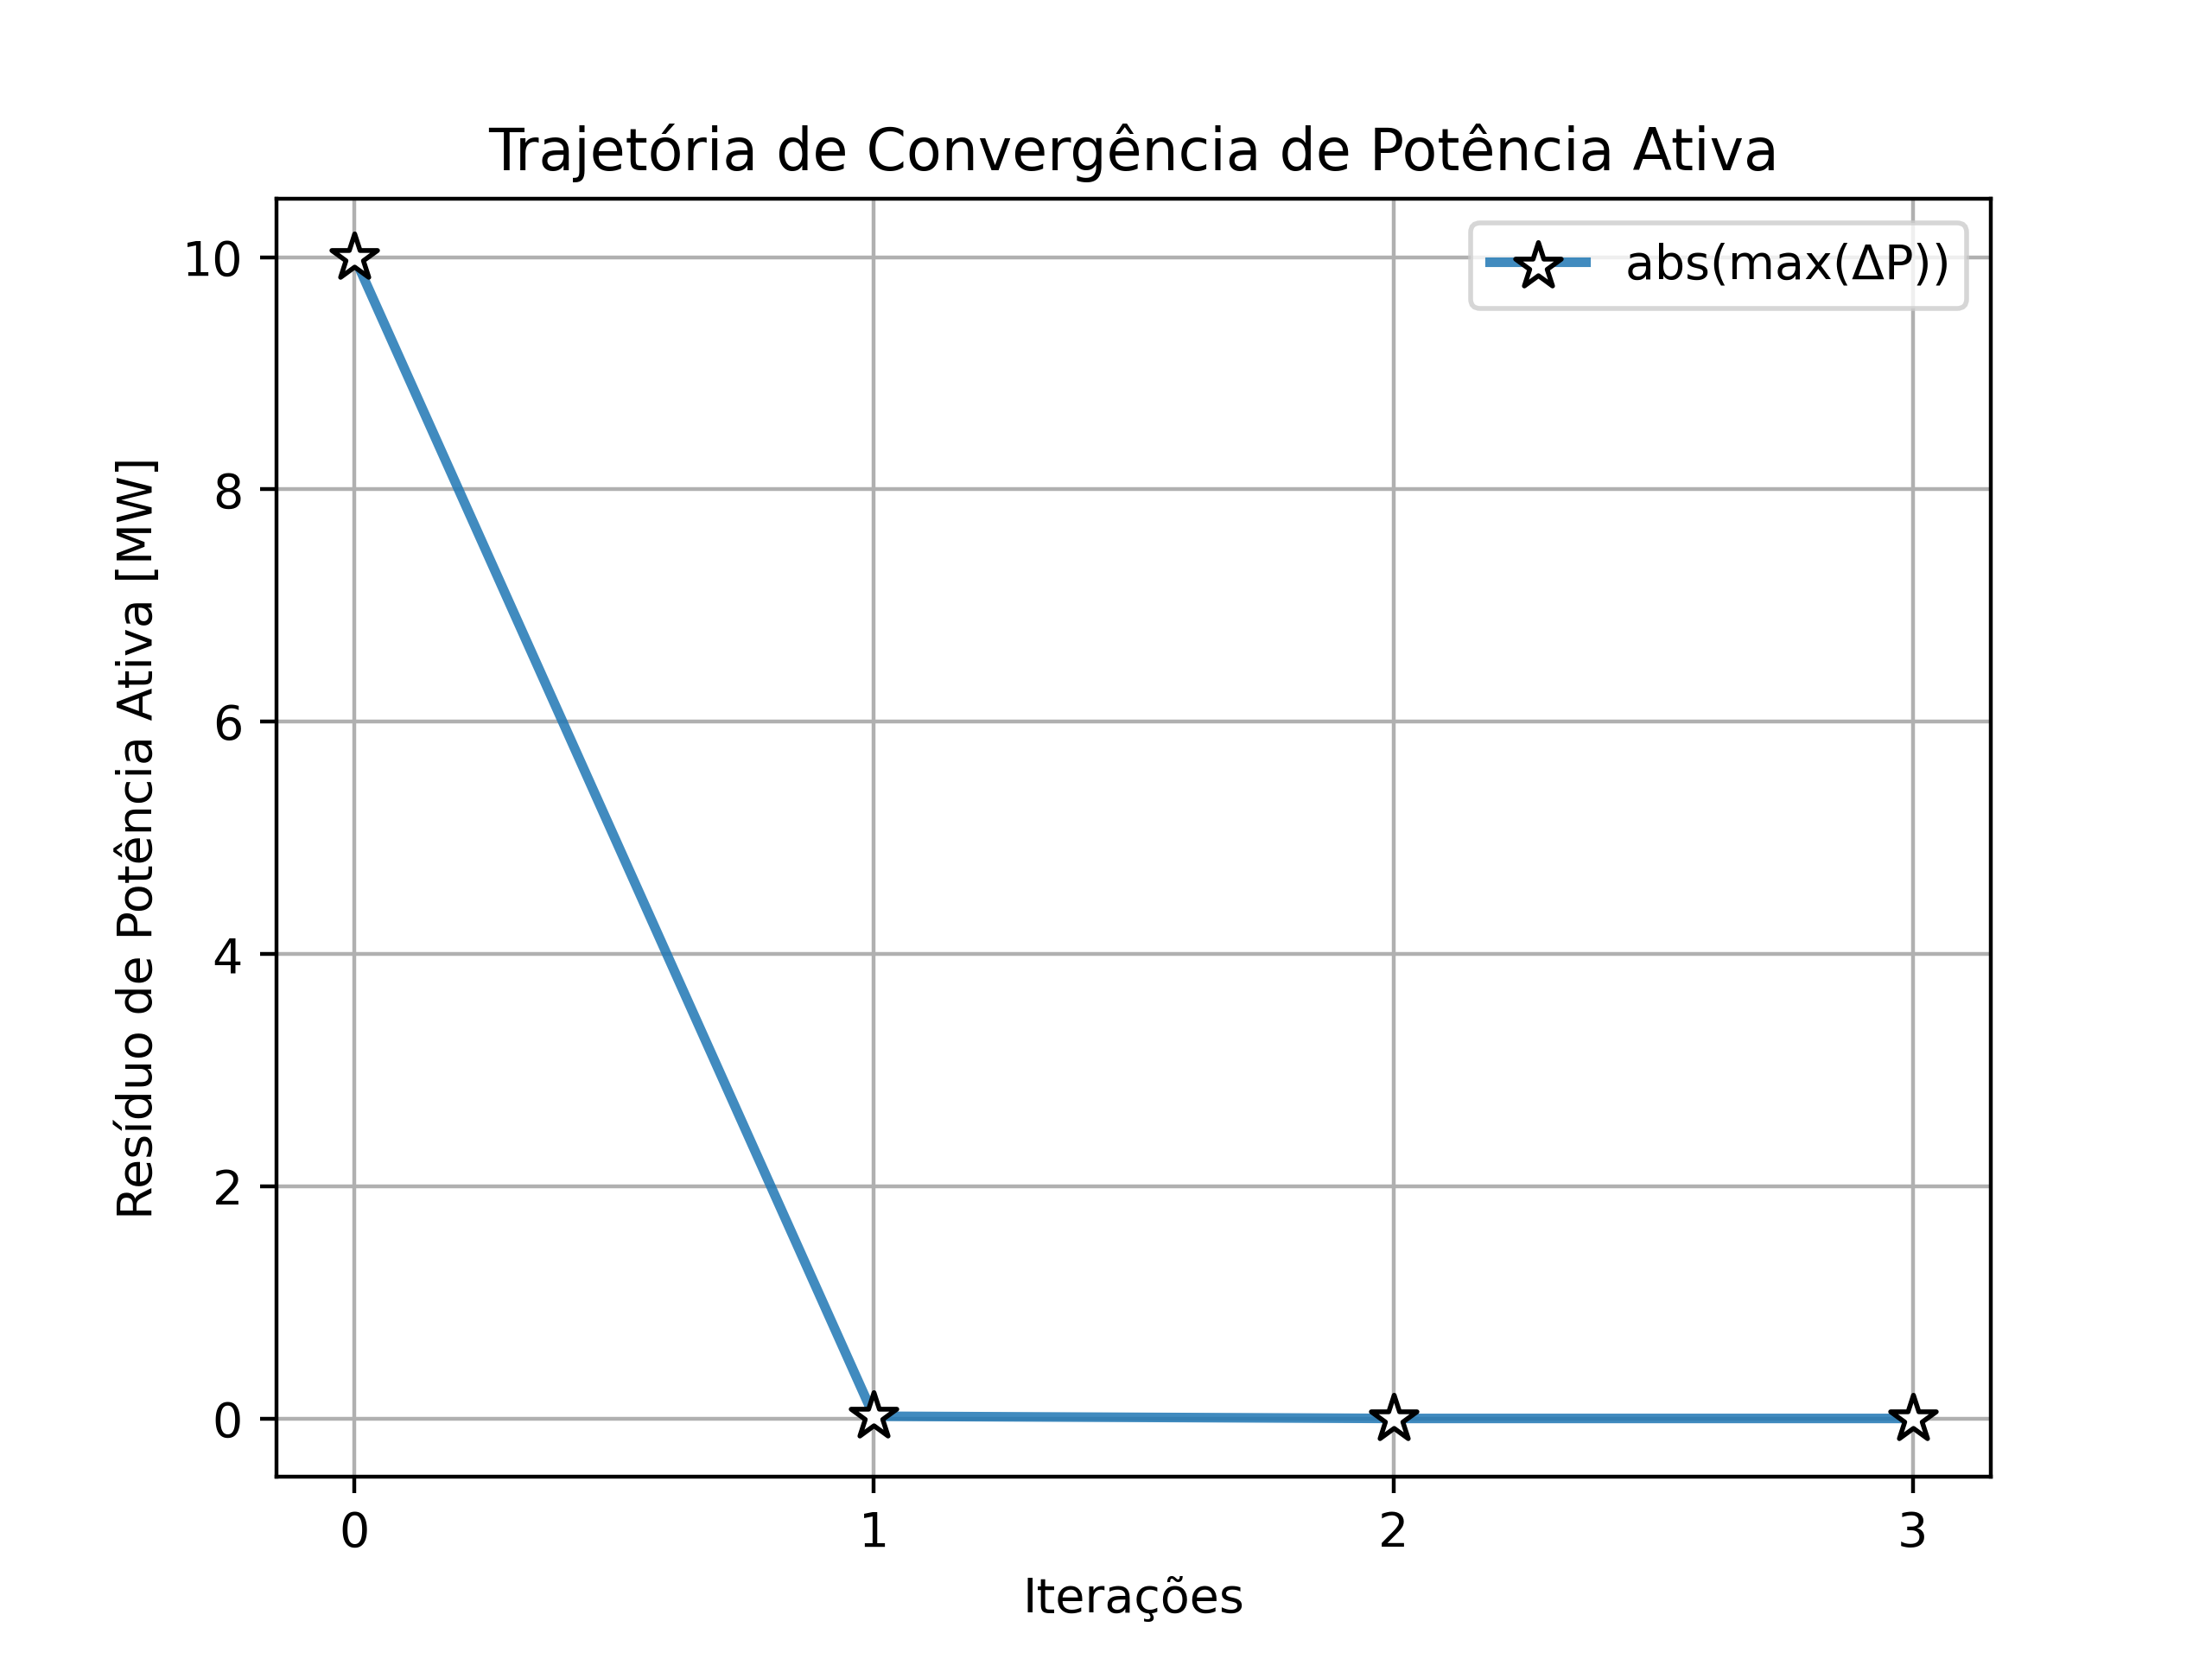 Trajetória de Convergência de Potência Ativa
abs(max(ΔP))
Resíduo de Potência Ativa [MW]
10
8
6
4
2
0
0 1 2 3
Iterações